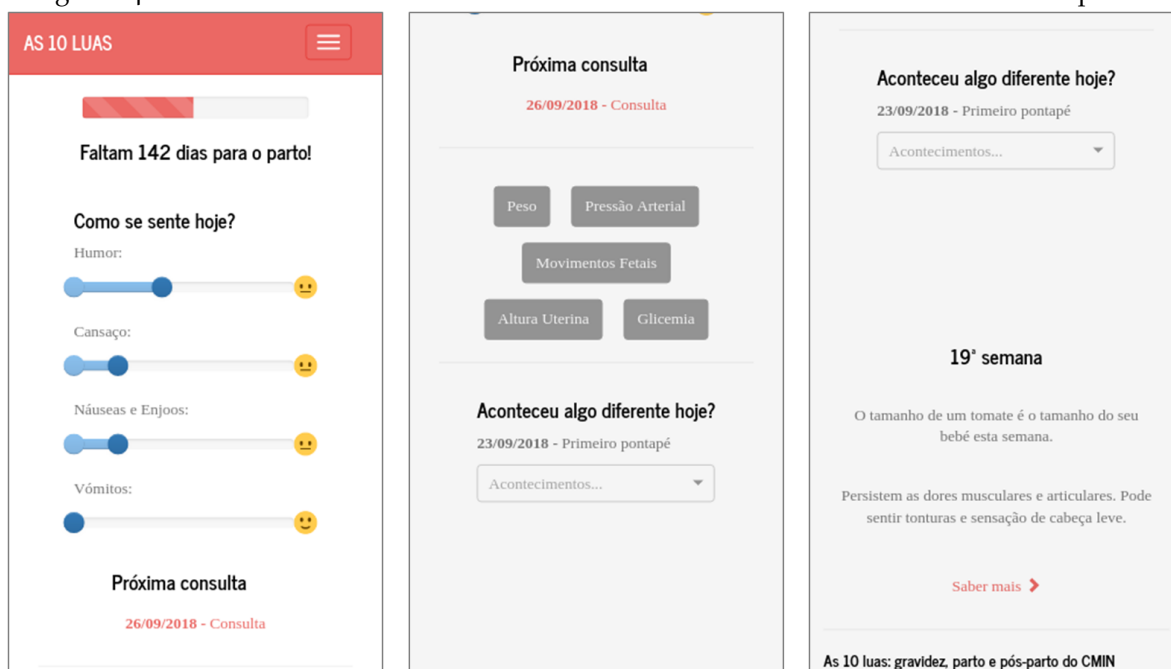 AS 10 LUAS
Faltam 142 dias para o parto!
Como se sente hoje?
Humor:
Cansaço:
Náuseas e Enjoos:
Vómitos:
Próxima consulta
26/09/2018 - Consulta
Próxima consulta
26/09/2018 - Consulta
Peso
Pressão Arterial
Movimentos Fetais
Altura Uterina
Glicemia
Aconteceu algo diferente hoje?
23/09/2018 - Primeiro pontapé
Acontecimentos...
Aconteceu algo diferente hoje?
23/09/2018 - Primeiro pontapé
Acontecimentos...
19ª semana
O tamanho de um tomate é o tamanho do seu
bebé esta semana.
Persistem as dores musculares e articulares. Pode
sentir tonturas e sensação de cabeça leve.
Saber mais
As 10 luas: gravidez, parto e pós-parto do CMIN